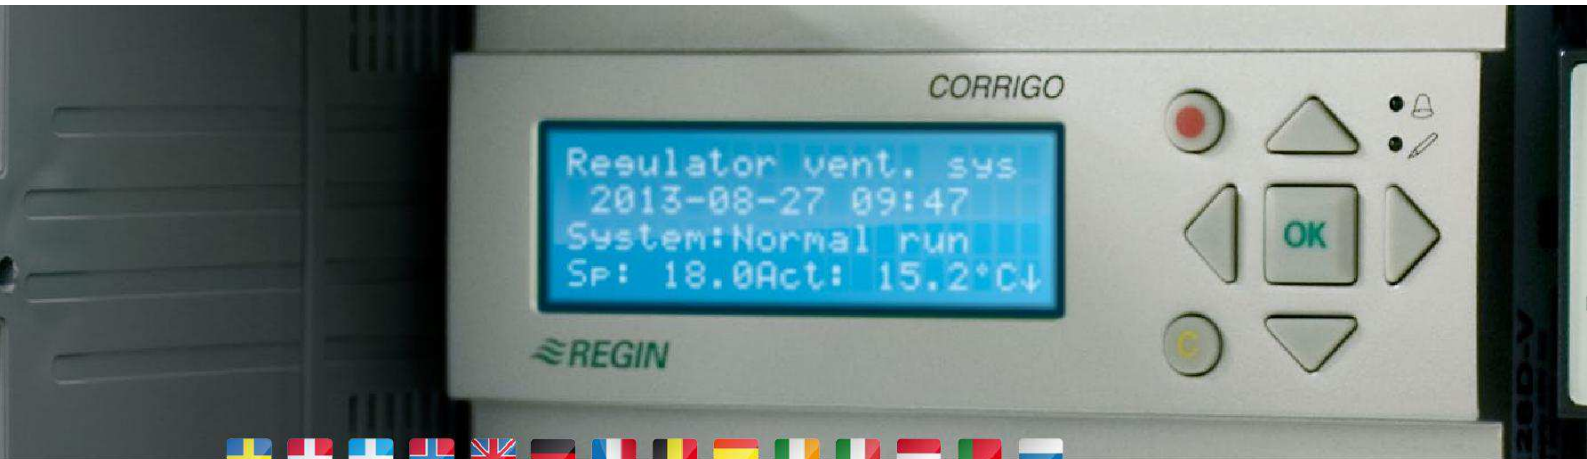 CORRIGO
Regulator vent. sys
2013-08-27 09:47
System:Normal run
Sp: 18.0Act: 15.2°C↓
REGIN
OK
C
28D-V